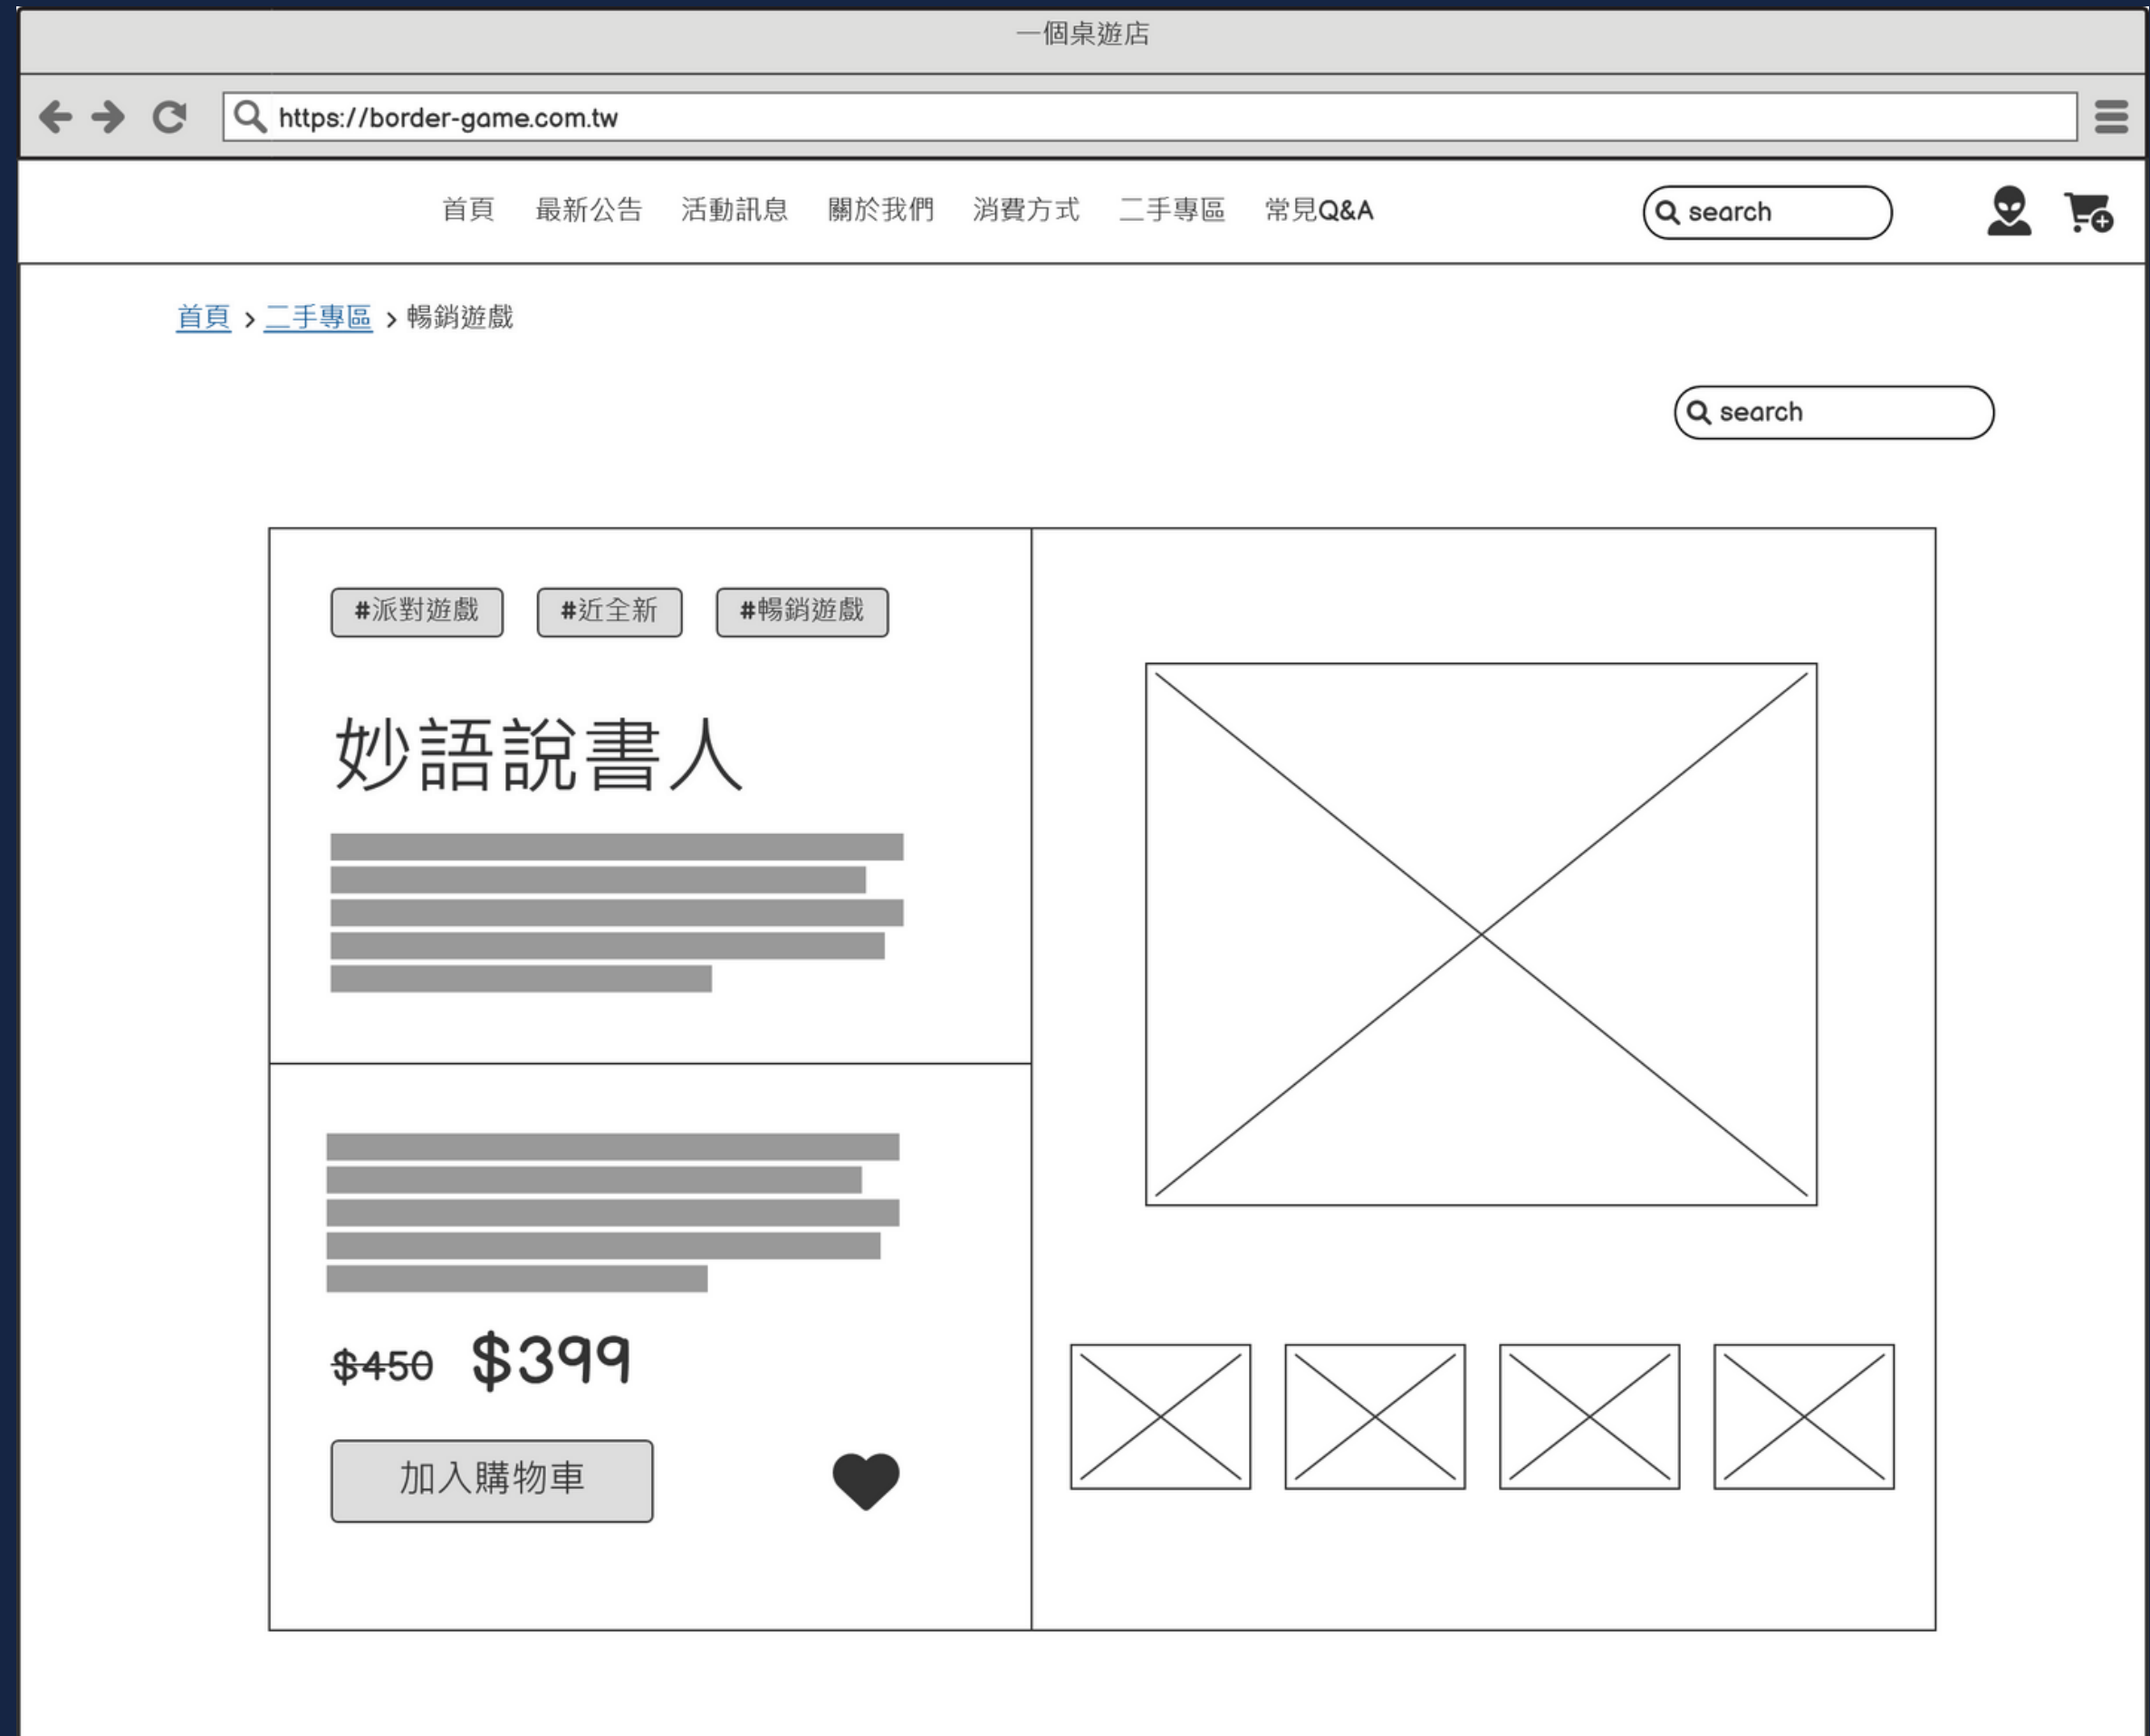 一個桌遊店
https://border-game.com.tw
首頁 最新公告 活動訊息 關於我們 消費方式 二手專區 常見Q&A search
首頁 > 二手專區 > 暢銷遊戲
search
#派對遊戲 #近全新 #暢銷遊戲
妙語說書人
$450 $399
加入購物車